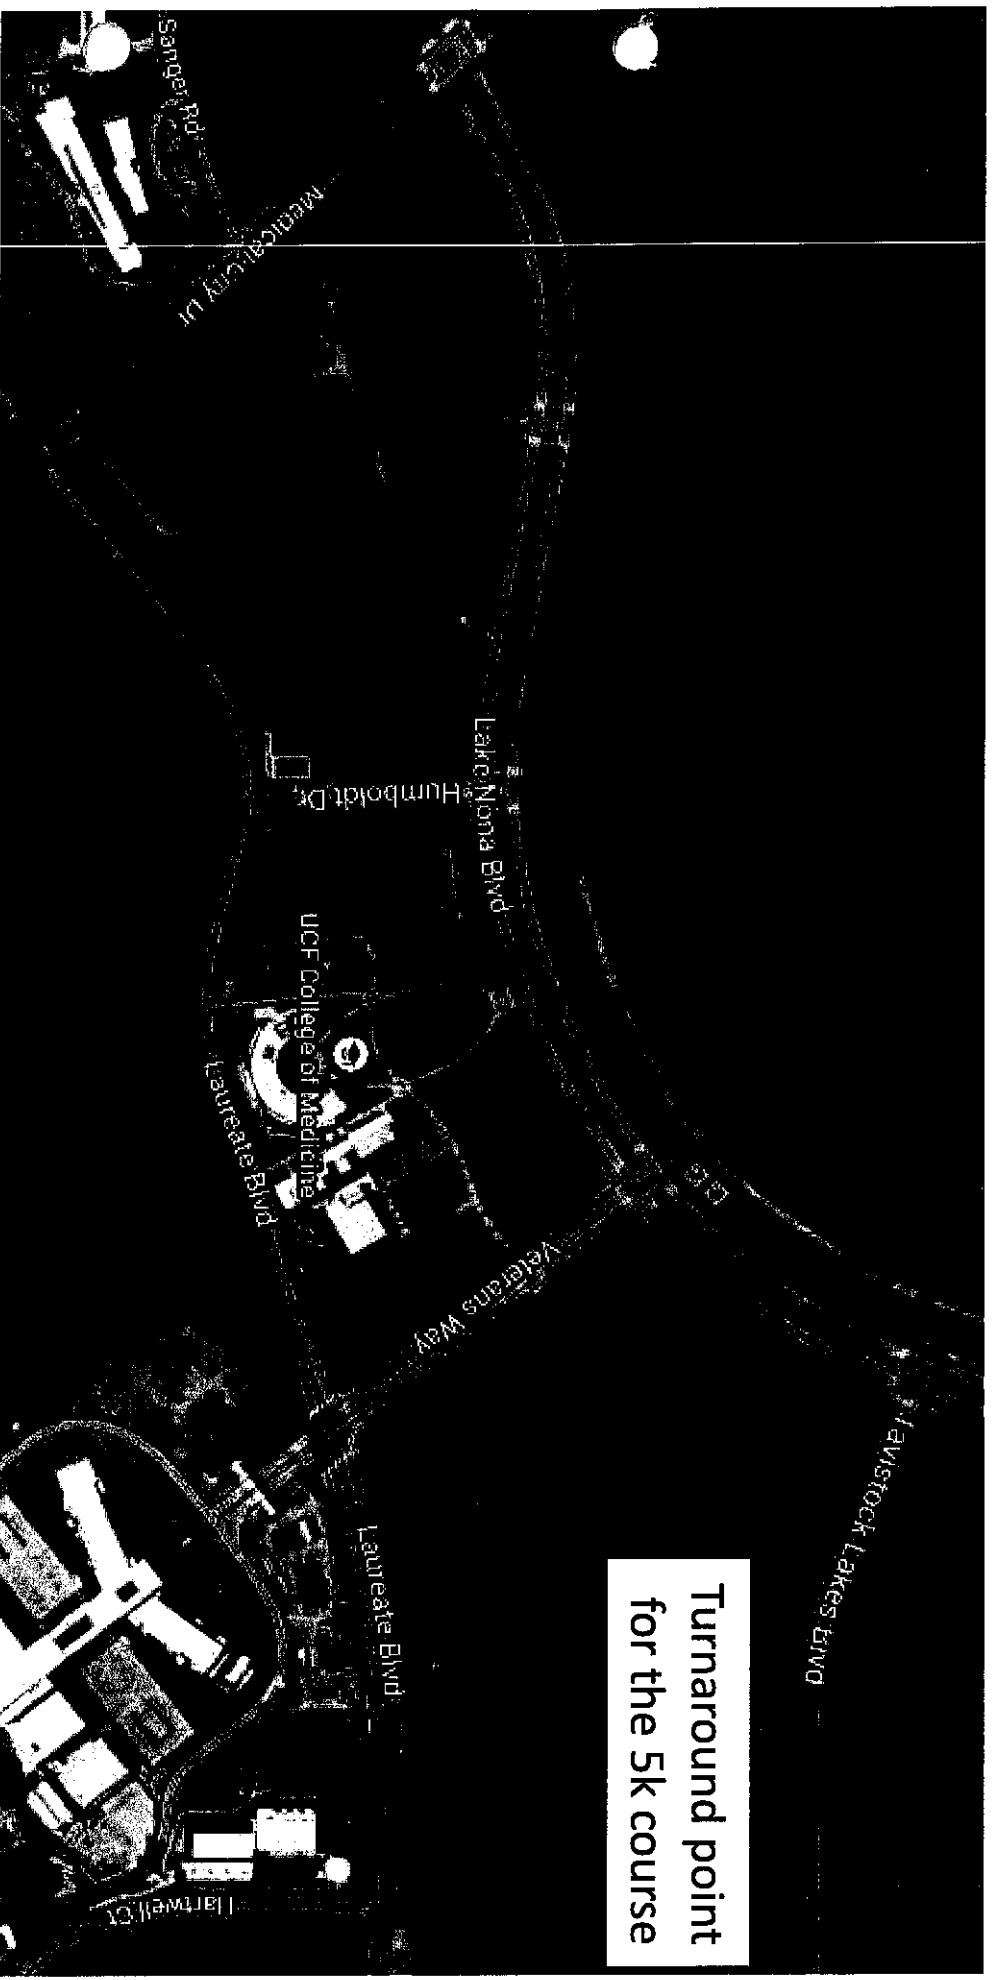 Sanger Rd
Medical City Dr
Lake Nona Blvd
Humboldt Dr
UCF College of Medicine
Laureate Blvd
Veterans Way
Tavistock Lakes Blvd
Laureate Blvd
Hartwell Ct
Turnaround point
for the 5k course